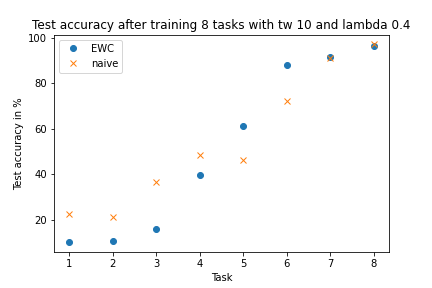 Test accuracy after training 8 tasks with tw 10 and lambda 0.4
100
80
60
40
20
Test accuracy in %
EWC
naive
1 2 3 4 5 6 7 8
Task